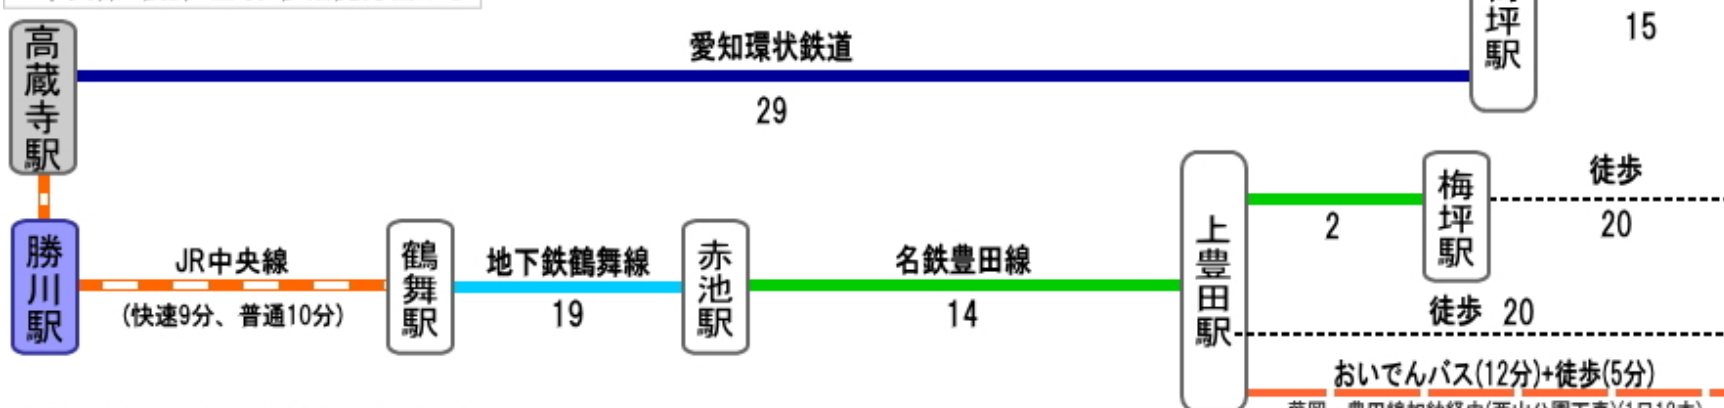 高蔵寺駅
愛知環状鉄道
29
坪駅
15
勝川駅
JR中央線
(快速9分、普通10分)
鶴舞駅
地下鉄鶴舞線
19
赤池駅
名鉄豊田線
14
上豊田駅
2
梅坪駅
徒歩
20
徒歩 20
おいでんバス(12分)+徒歩(5分)